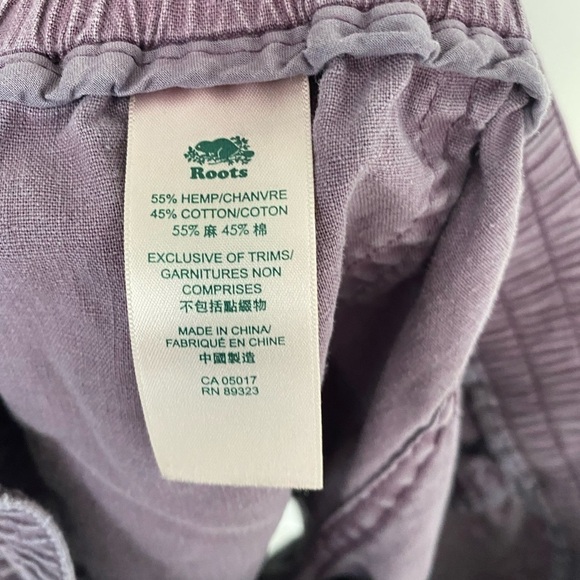 Roots
55% HEMP/CHANVRE
45% COTTON/COTON
55% 麻 45% 棉
EXCLUSIVE OF TRIMS/
GARNITURES NON
COMPRISES
不包括點綴物
MADE IN CHINA/
FABRIQUÉ EN CHINE
中國製造
CA 05017
RN 89323